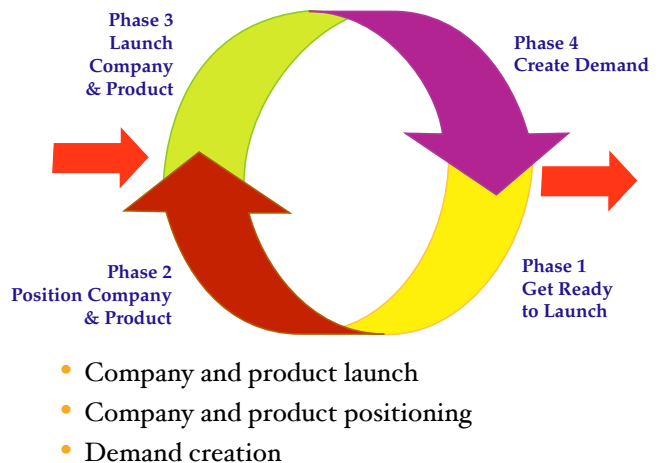 Phase 3
Launch
Company
& Product
Phase 4
Create Demand
Phase 2
Position Company
& Product
Phase 1
Get Ready
to Launch
• Company and product launch
• Company and product positioning
• Demand creation